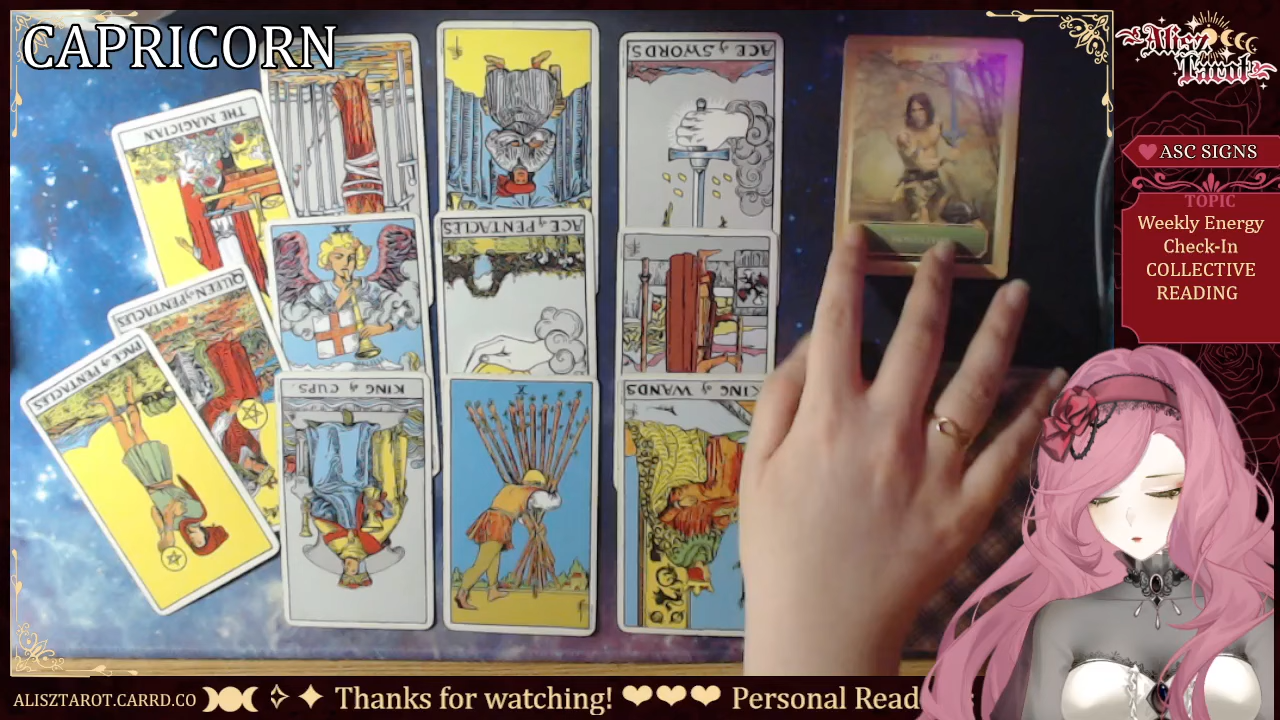 CAPRICORN
Alisz
Tarot
ASC SIGNS
TOPIC
Weekly Energy
Check-In
COLLECTIVE
READING
THE MAGICIAN
ACE of SWORDS
ACE of PENTACLES
QUEEN of PENTACLES
PAGE of PENTACLES
KING of CUPS.
X
KING of WANDS
ALISZTAROT.CARRD.CO
Thanks for watching!
Personal Read